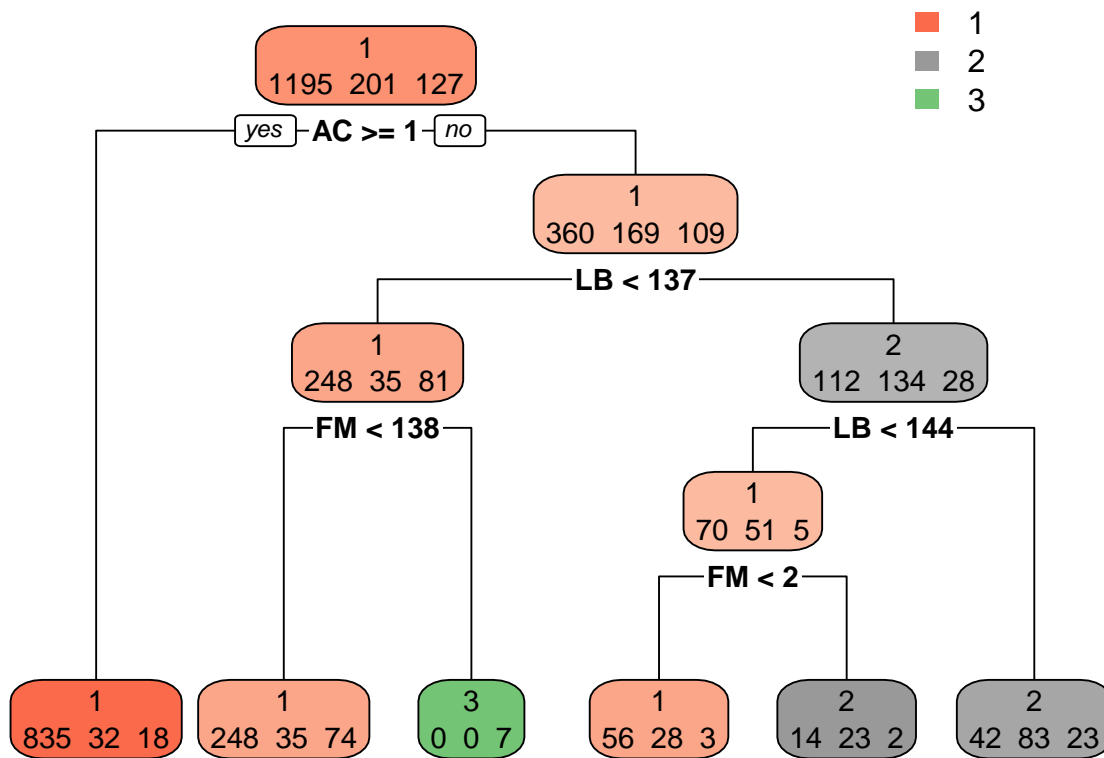 1
1195 201 127
1
2
3
yes AC >= 1 no
1
360 169 109
LB < 137
1
248 35 81
2
112 134 28
FM < 138
LB < 144
1
70 51 5
FM < 2
1
835 32 18
1
248 35 74
3
0 0 7
1
56 28 3
2
14 23 2
2
42 83 23